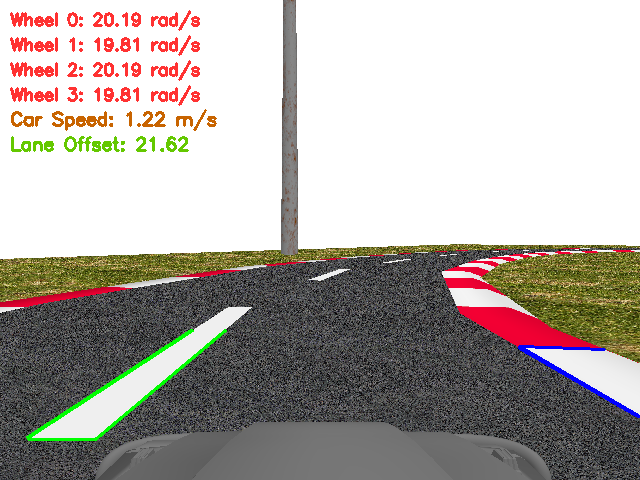 Wheel 0: 20.19 rad/s
Wheel 1: 19.81 rad/s
Wheel 2: 20.19 rad/s
Wheel 3: 19.81 rad/s
Car Speed: 1.22 m/s
Lane Offset: 21.62